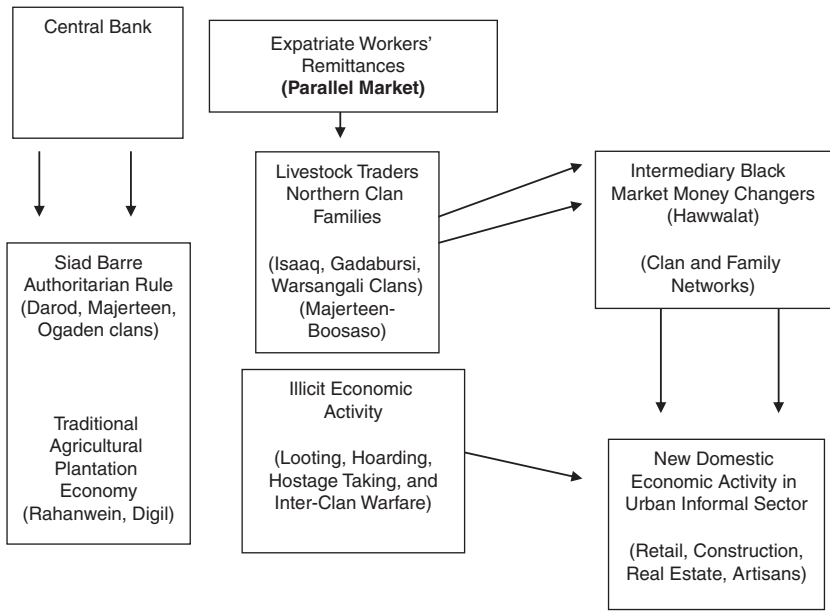 Central Bank
Expatriate Workers'
Remittances
(Parallel Market)
Livestock Traders
Northern Clan
Families
(Isaaq, Gadabursi,
Warsangali Clans)
(Majerteen-
Boosaso)
Intermediary Black
Market Money Changers
(Hawwalat)
(Clan and Family
Networks)
Siad Barre
Authoritarian Rule
(Darod, Majerteen,
Ogaden clans)
Traditional
Agricultural
Plantation
Economy
(Rahanwein, Digil)
Illicit Economic
Activity
(Looting, Hoarding,
Hostage Taking, and
Inter-Clan Warfare)
New Domestic
Economic Activity in
Urban Informal Sector
(Retail, Construction,
Real Estate, Artisans)